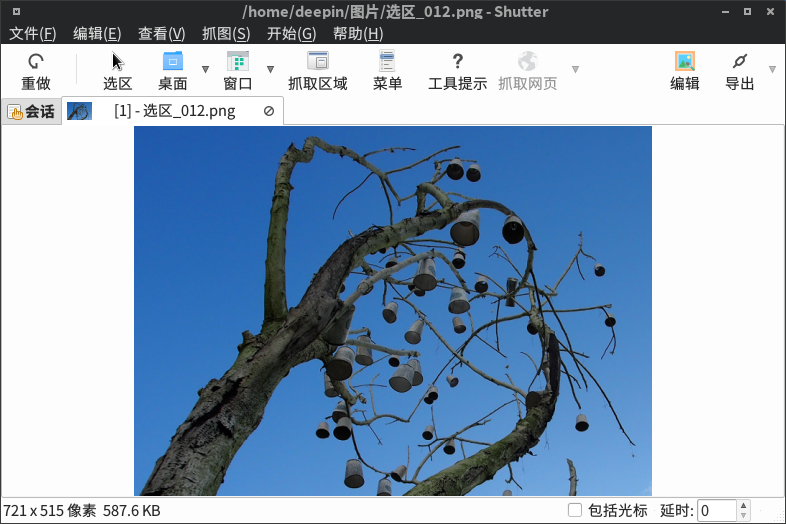 /home/deepin/图片/选区_012.png - Shutter
文件(F) 编辑(E) 查看(V) 抓图(S) 开始(G) 帮助(H)
重做 选区 桌面 窗口 抓取区域 菜单 工具提示 抓取网页 编辑 导出
会话 [1] - 选区_012.png
721 x 515 像素 587.6 KB 包括光标 延时: 0